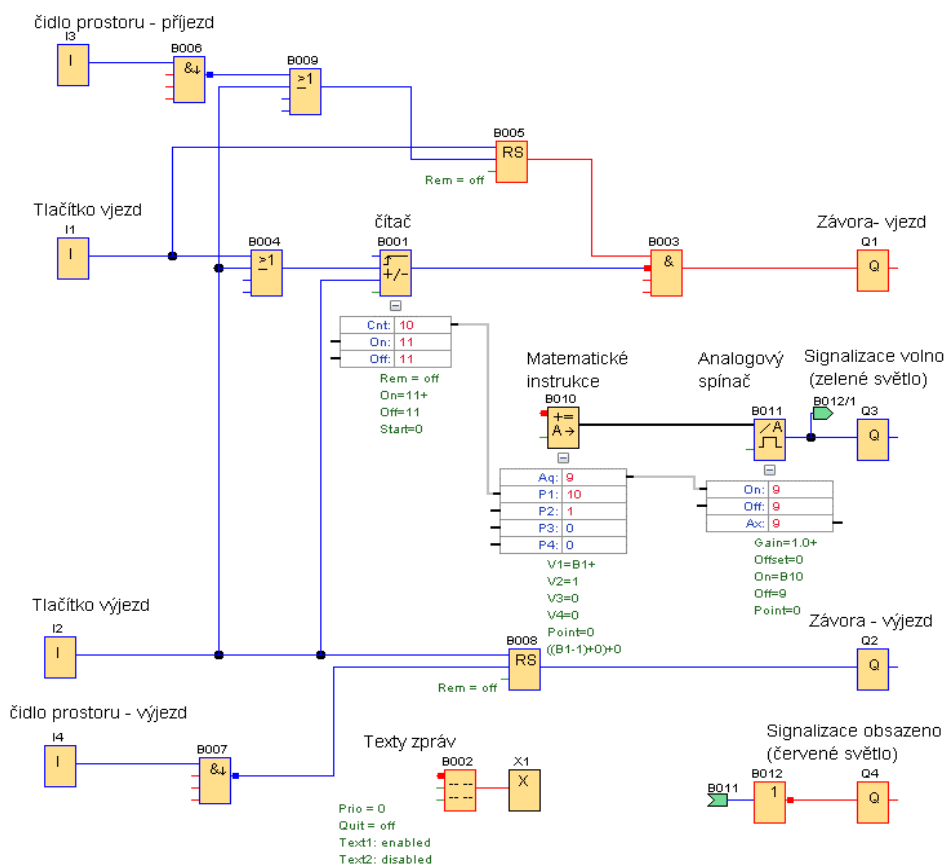 čidlo prostoru - příjezd
I3
I
B006
&↓
B009
>1
B005
RS
Rem = off
Tlačítko vjezd
I1
I
B004
>1
čítač
B001
+/-
B003
&
Závora- vjezd
Q1
Q
Cnt: 10
On: 11
Off: 11
Rem = off
On=11+
Off=11
Start=0
Matematické
instrukce
B010
+=
A→
Analogový
spínač
B011
/A
Signalizace volno
(zelené světlo)
B012/1
Q3
Q
Aq: 9
P1: 10
P2: 1
P3: 0
P4: 0
V1=B1+
V2=1
V3=0
V4=0
Point=0
((B1-1)+0)+0
On: 9
Off: 9
Ax: 9
Gain=1.0+
Offset=0
On=B10
Off=9
Point=0
Tlačítko výjezd
I2
I
B008
RS
Rem = off
Závora - výjezd
Q2
Q
čidlo prostoru - výjezd
I4
I
B007
&↓
Texty zpráv
B002
X1
X
Prio = 0
Quit = off
Text1: enabled
Text2: disabled
Signalizace obsazeno
(červené světlo)
B011
B012
1
Q4
Q